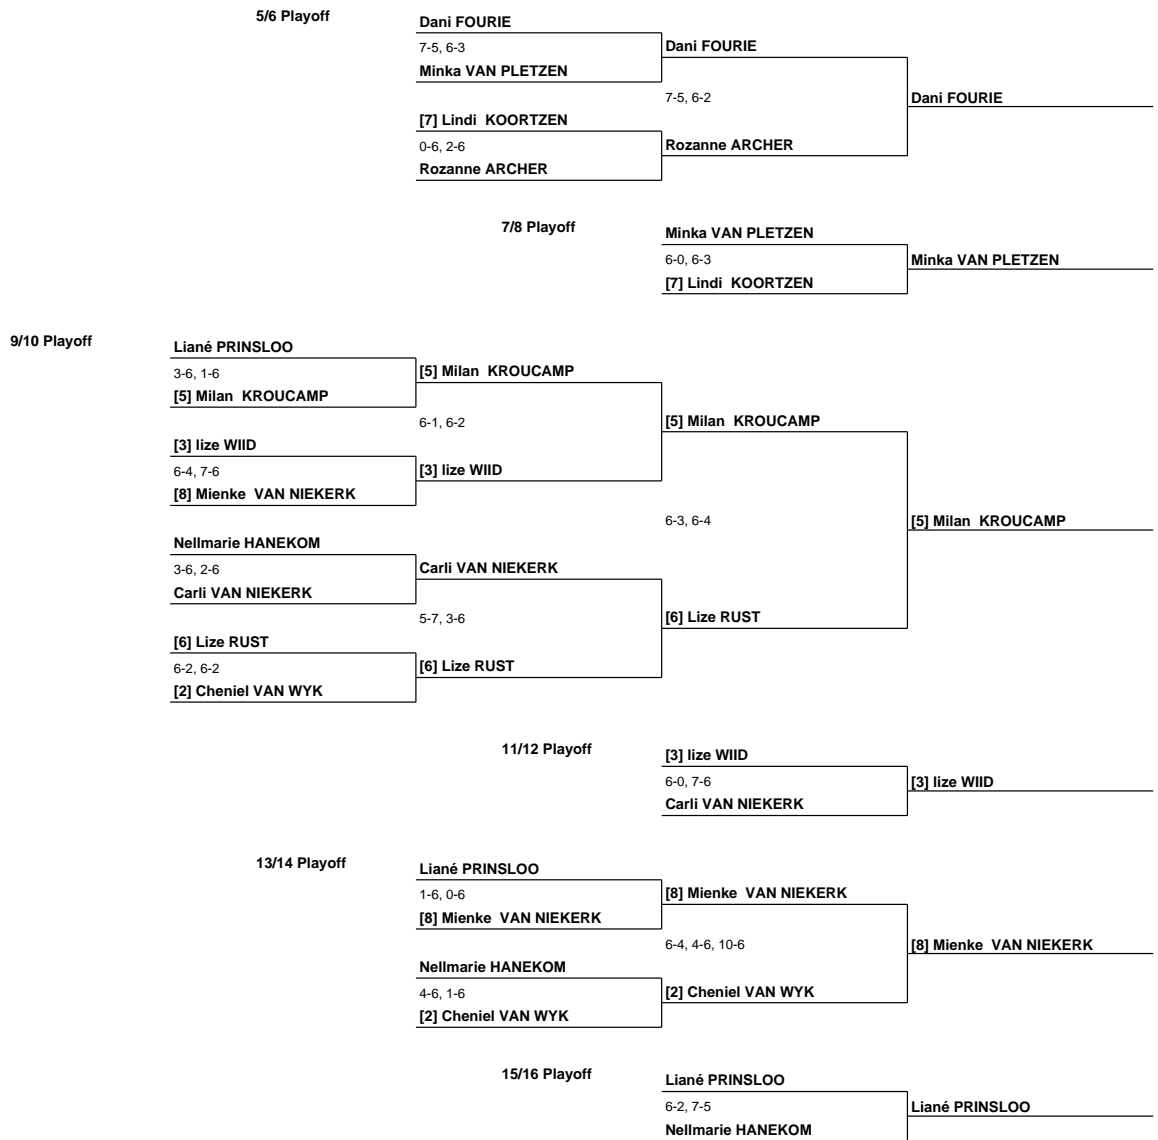 5/6 Playoff
Dani FOURIE
7-5, 6-3
Dani FOURIE
Minka VAN PLETZEN
7-5, 6-2
Dani FOURIE
[7] Lindi  KOORTZEN
0-6, 2-6
Rozanne ARCHER
Rozanne ARCHER
7/8 Playoff
Minka VAN PLETZEN
6-0, 6-3
Minka VAN PLETZEN
[7] Lindi  KOORTZEN
9/10 Playoff
Liané PRINSLOO
3-6, 1-6
[5] Milan  KROUCAMP
[5] Milan  KROUCAMP
6-1, 6-2
[5] Milan  KROUCAMP
[3] lize WIID
6-4, 7-6
[3] lize WIID
[8] Mienke  VAN NIEKERK
6-3, 6-4
[5] Milan  KROUCAMP
Nellmarie HANEKOM
3-6, 2-6
Carli VAN NIEKERK
Carli VAN NIEKERK
5-7, 3-6
[6] Lize RUST
[6] Lize RUST
6-2, 6-2
[6] Lize RUST
[2] Cheniel VAN WYK
11/12 Playoff
[3] lize WIID
6-0, 7-6
[3] lize WIID
Carli VAN NIEKERK
13/14 Playoff
Liané PRINSLOO
1-6, 0-6
[8] Mienke  VAN NIEKERK
[8] Mienke  VAN NIEKERK
6-4, 4-6, 10-6
[8] Mienke  VAN NIEKERK
Nellmarie HANEKOM
4-6, 1-6
[2] Cheniel VAN WYK
[2] Cheniel VAN WYK
15/16 Playoff
Liané PRINSLOO
6-2, 7-5
Liané PRINSLOO
Nellmarie HANEKOM